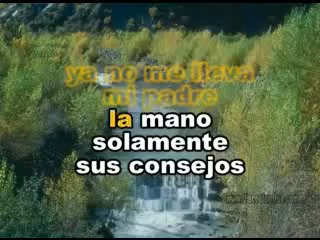 ya no me lleva
mi padre
la mano
solamente
sus consejos